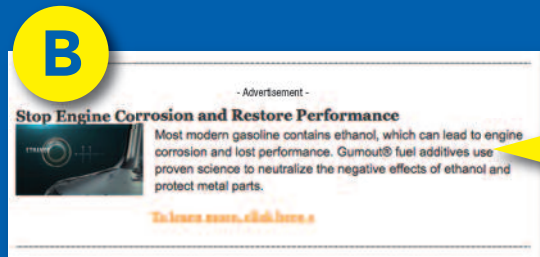 B
- Advertisement -
Stop Engine Corrosion and Restore Performance
Most modern gasoline contains ethanol, which can lead to engine
corrosion and lost performance. Gumout® fuel additives use
proven science to neutralize the negative effects of ethanol and
protect metal parts.
To learn more, click here »
ETHANOL